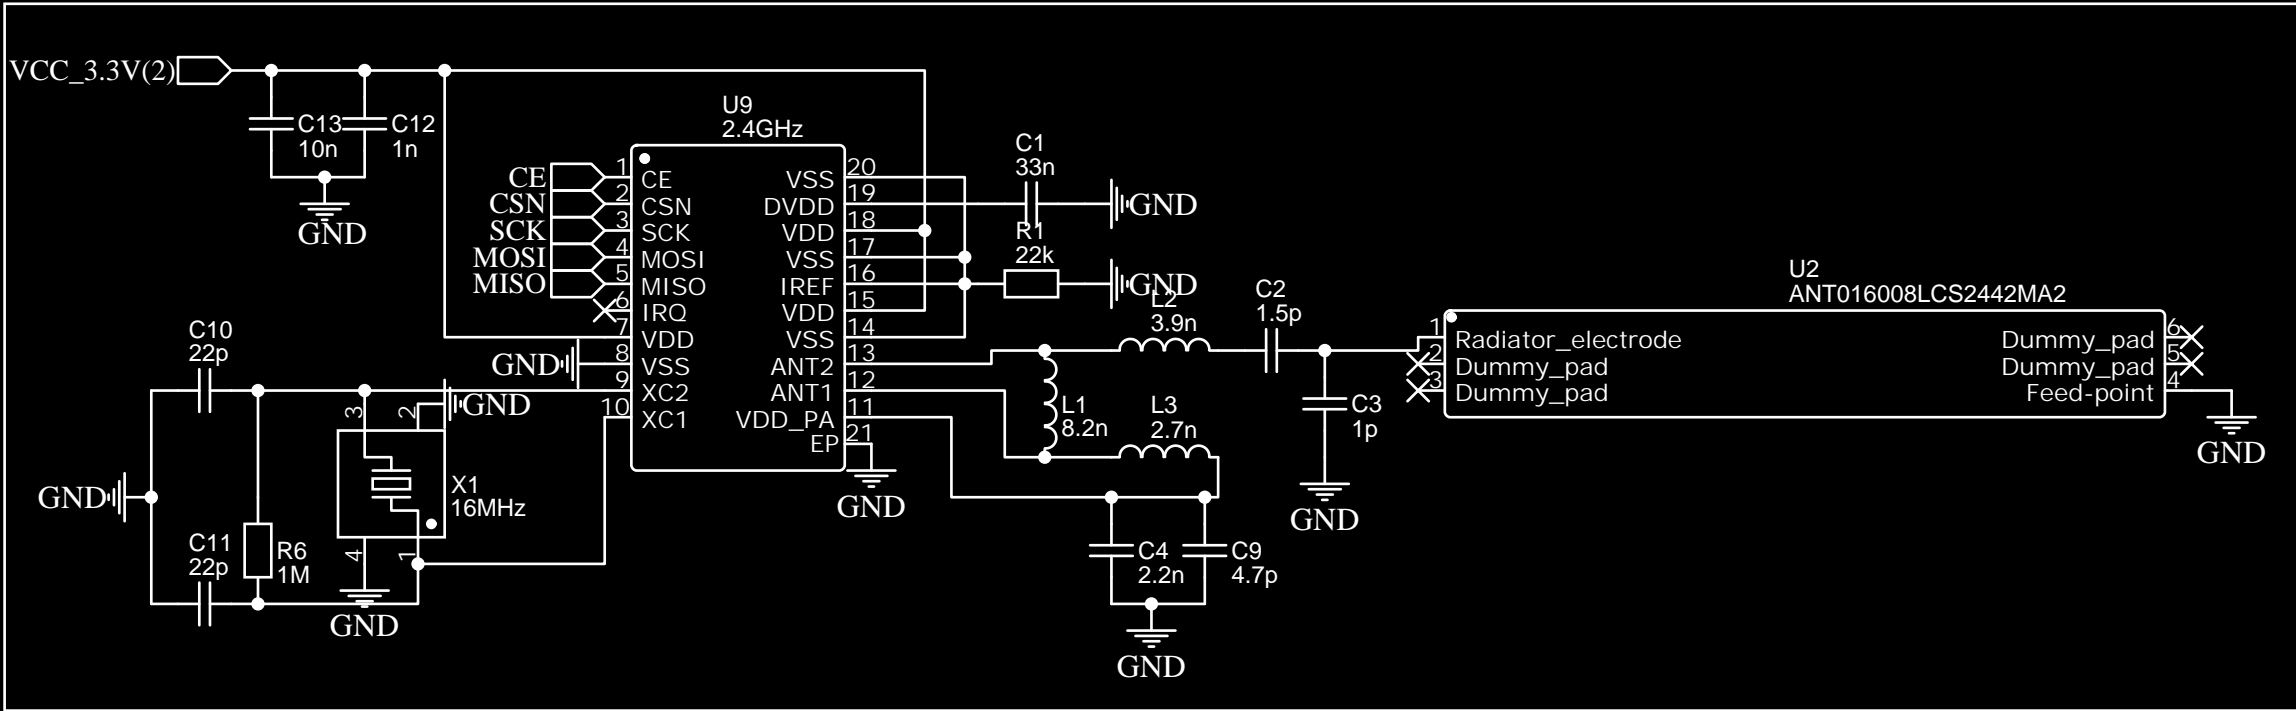 VCC_3.3V(2)
C13
10n
C12
1n
GND
U9
2.4GHz
CE
CSN
SCK
MOSI
MISO
1
2
3
4
5
6
7
8
9
10
CE
CSN
SCK
MOSI
MISO
IRQ
VDD
VSS
XC2
XC1
VSS
DVDD
VDD
VSS
IREF
VDD
VSS
ANT2
ANT1
VDD_PA
EP
20
19
18
17
16
15
14
13
12
11
21
GND
GND
C1
33n
GND
R1
22k
GND
C10
22p
GND
C11
22p
R6
1M
3
2
GND
X1
16MHz
4
1
GND
L2
3.9n
C2
1.5p
L1
8.2n
L3
2.7n
C3
1p
GND
C4
2.2n
C9
4.7p
GND
U2
ANT016008LCS2442MA2
1
2
3
Radiator_electrode
Dummy_pad
Dummy_pad
Dummy_pad
Dummy_pad
Feed-point
6
5
4
GND